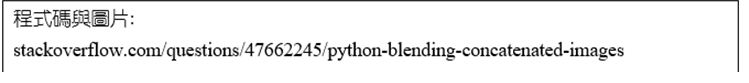 程式碼與圖片:
stackoverflow.com/questions/47662245/python-blending-concatenated-images